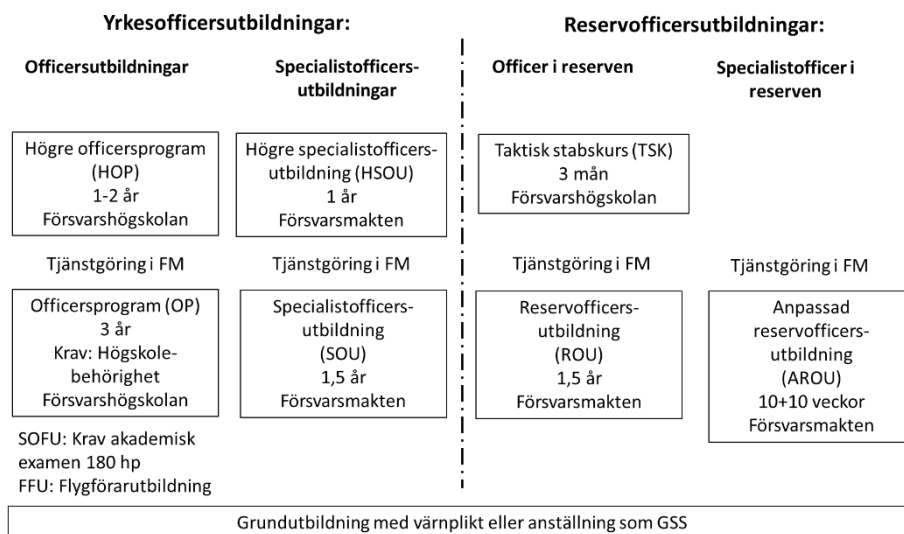 Yrkesofficersutbildningar:
Officersutbildningar
Specialistofficers-
utbildningar
Högre officersprogram
(HOP)
1-2 år
Försvarshögskolan
Högre specialistofficers-
utbildning (HSOU)
1 år
Försvarsmakten
Tjänstgöring i FM
Tjänstgöring i FM
Officersprogram (OP)
3 år
Krav: Högskole-
behörighet
Försvarshögskolan
Specialistofficers-
utbildning
(SOU)
1,5 år
Försvarsmakten
SOFU: Krav akademisk
examen 180 hp
FFU: Flygförarutbildning
Reservofficersutbildningar:
Officer i reserven
Specialistofficer i
reserven
Taktisk stabskurs (TSK)
3 mån
Försvarshögskolan
Tjänstgöring i FM
Tjänstgöring i FM
Reservofficers-
utbildning
(ROU)
1,5 år
Försvarsmakten
Anpassad
reservofficers-
utbildning
(AROU)
10+10 veckor
Försvarsmakten
Grundutbildning med värnplikt eller anställning som GSS